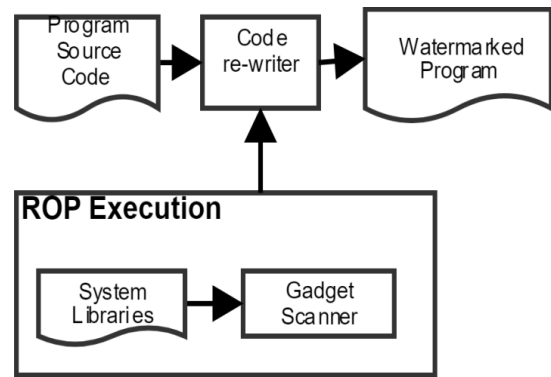 Program
Source
Code
Code
re-writer
Watermarked
Program
ROP Execution
System
Libraries
Gadget
Scanner